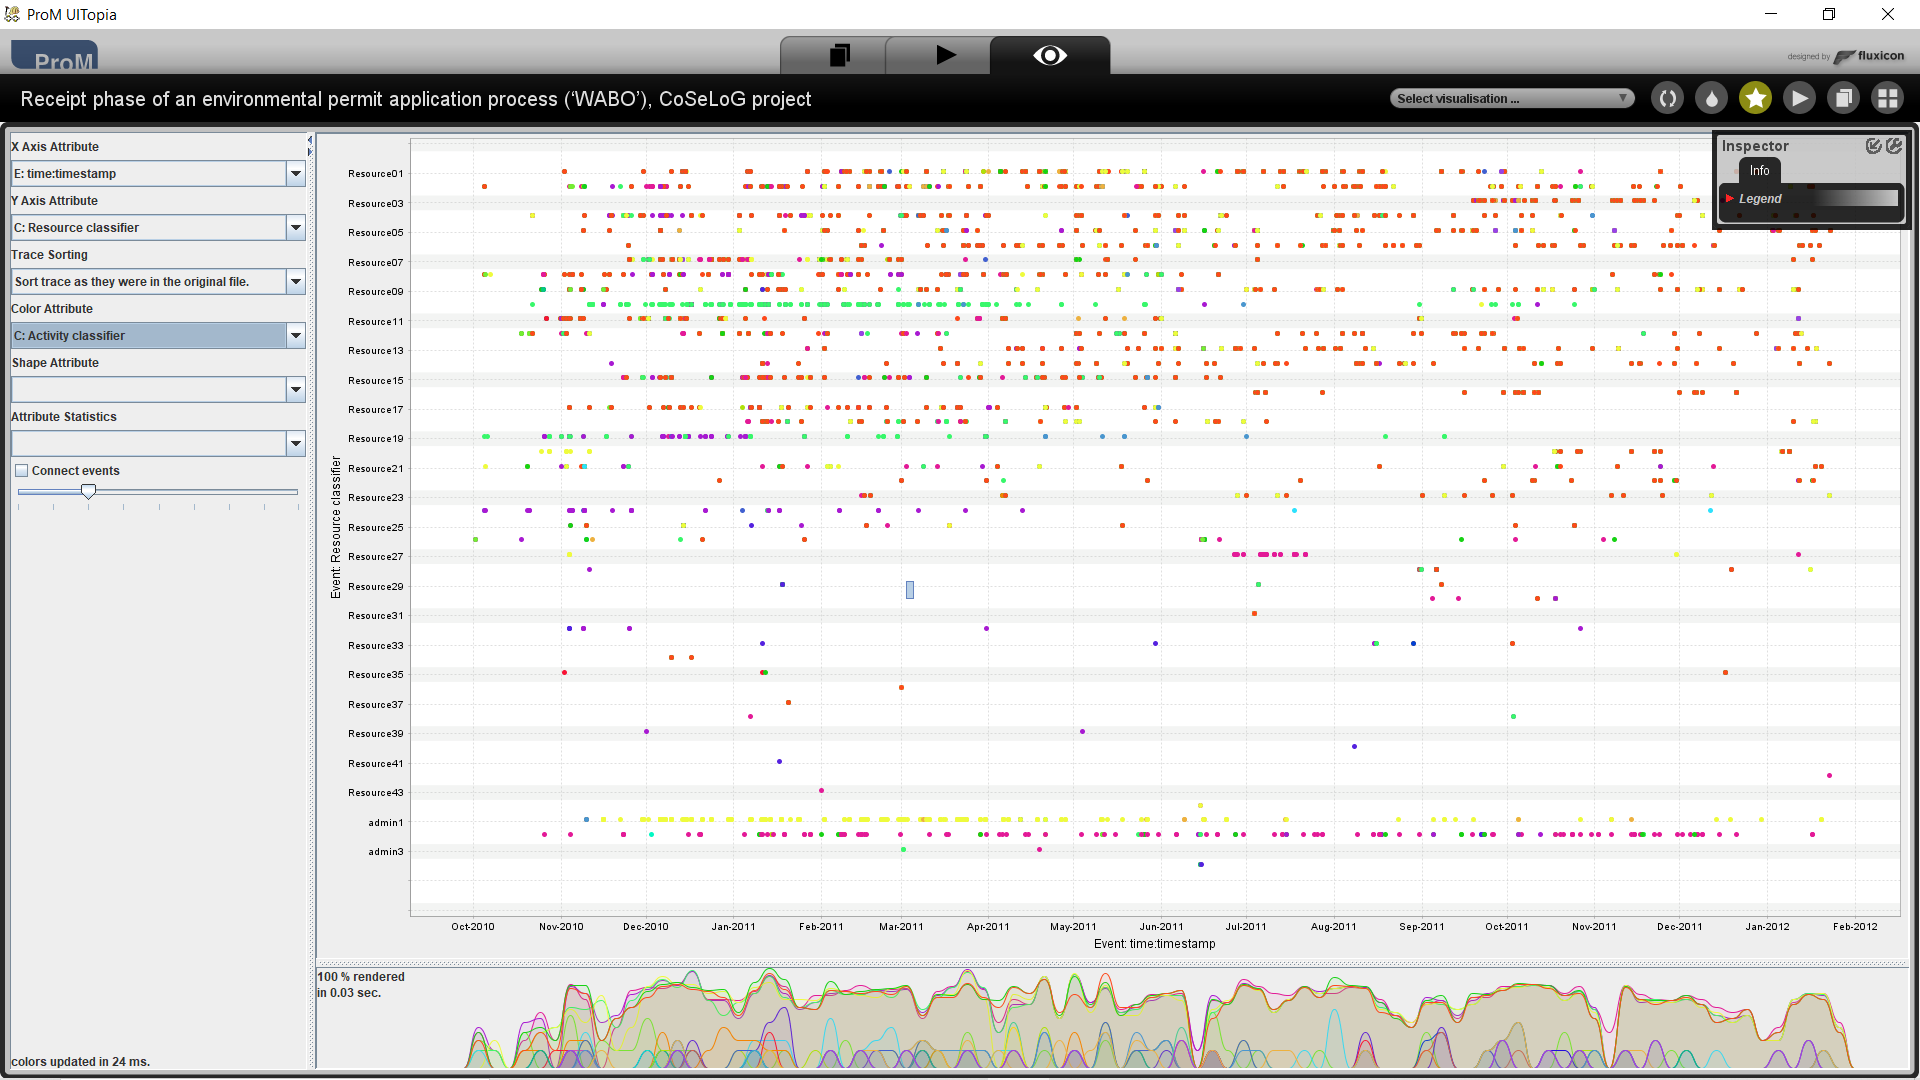 ProM UITopia
ProM
designed by fluxicon
Receipt phase of an environmental permit application process (‘WABO’), CoSeLoG project
Select visualisation ...
X Axis Attribute
E: time:timestamp
Y Axis Attribute
C: Resource classifier
Trace Sorting
Sort trace as they were in the original file.
Color Attribute
C: Activity classifier
Shape Attribute
Attribute Statistics
Connect events
colors updated in 24 ms.
Inspector
Info
Legend
Event: Resource classifier
Resource01
Resource03
Resource05
Resource07
Resource09
Resource11
Resource13
Resource15
Resource17
Resource19
Resource21
Resource23
Resource25
Resource27
Resource29
Resource31
Resource33
Resource35
Resource37
Resource39
Resource41
Resource43
admin1
admin3
Oct-2010 Nov-2010 Dec-2010 Jan-2011 Feb-2011 Mar-2011 Apr-2011 May-2011 Jun-2011 Jul-2011 Aug-2011 Sep-2011 Oct-2011 Nov-2011 Dec-2011 Jan-2012 Feb-2012
Event: time:timestamp
100 % rendered
in 0.03 sec.